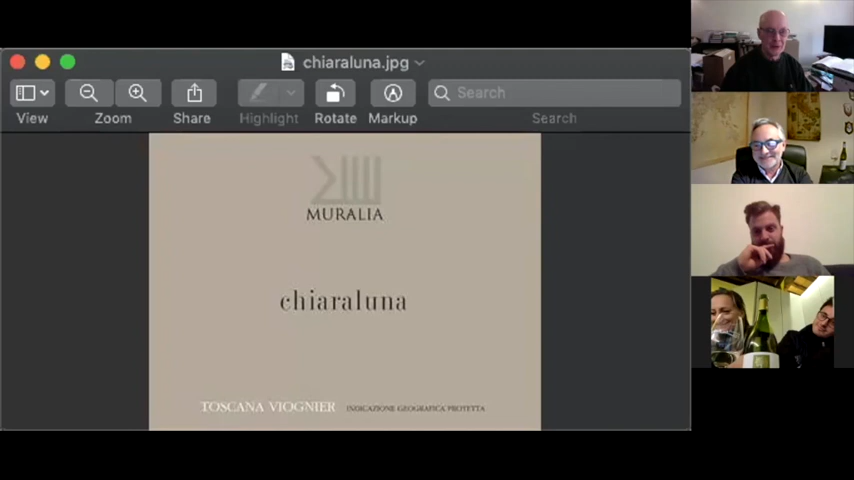 chiaraluna.jpg
Search
View
Zoom
Share
Highlight
Rotate
Markup
Search
MURALIA
chiaraluna
TOSCANA VIOGNIER INDICAZIONE GEOGRAFICA PROTETTA